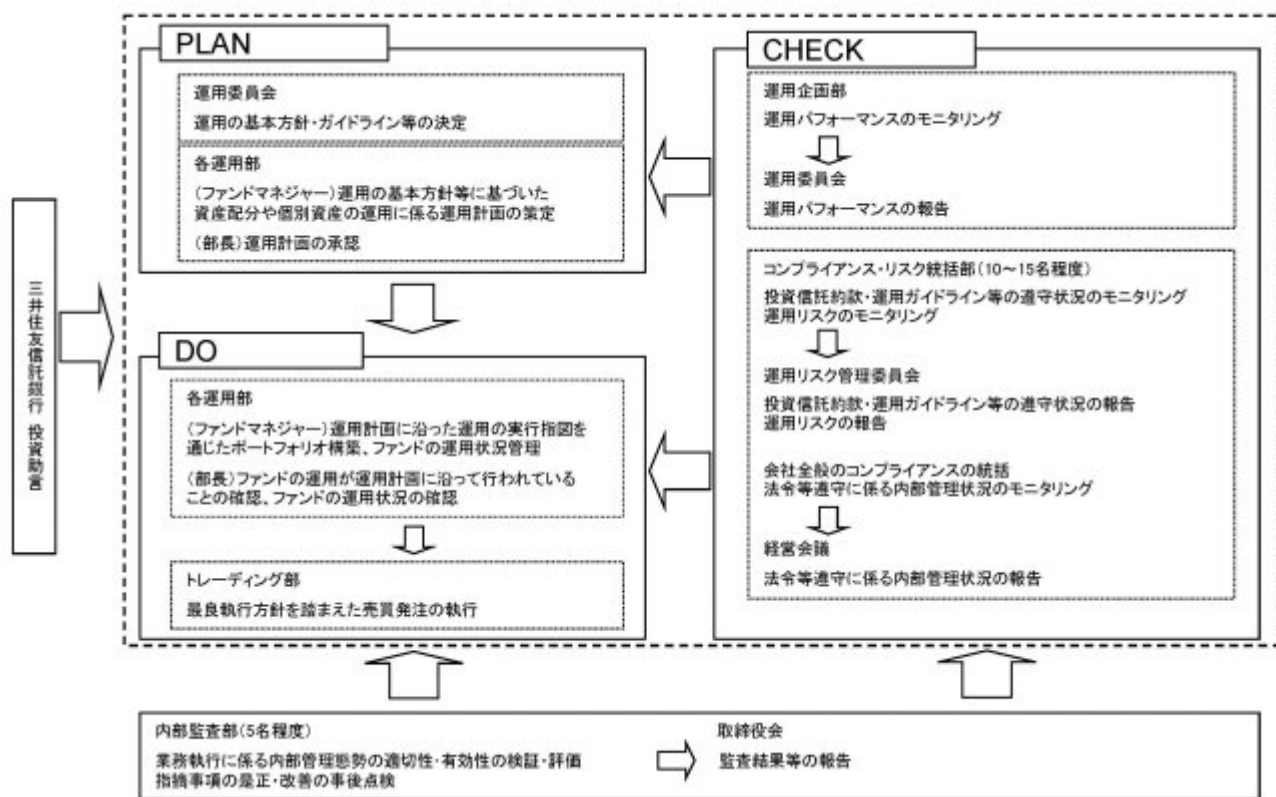 PLAN
運用委員会
運用の基本方針・ガイドライン等の決定
各運用部
(ファンドマネジャー)運用の基本方針等に基づいた
資産配分や個別資産の運用に係る運用計画の策定
(部長)運用計画の承認
三井住友信託銀行 投資助言
DO
各運用部
(ファンドマネジャー)運用計画に沿った運用の実行指図を
通じたポートフォリオ構築、ファンドの運用状況管理
(部長)ファンドの運用が運用計画に沿って行われている
ことの確認、ファンドの運用状況の確認
トレーディング部
最良執行方針を踏まえた売買発注の執行
CHECK
運用企画部
運用パフォーマンスのモニタリング
運用委員会
運用パフォーマンスの報告
コンプライアンス・リスク統括部(10～15名程度)
投資信託約款・運用ガイドライン等の遵守状況のモニタリング
運用リスクのモニタリング
運用リスク管理委員会
投資信託約款・運用ガイドライン等の遵守状況の報告
運用リスクの報告
会社全般のコンプライアンスの統括
法令等遵守に係る内部管理状況のモニタリング
経営会議
法令等遵守に係る内部管理状況の報告
内部監査部(5名程度)
業務執行に係る内部管理態勢の適切性・有効性の検証・評価
指摘事項の是正・改善の事後点検
取締役会
監査結果等の報告